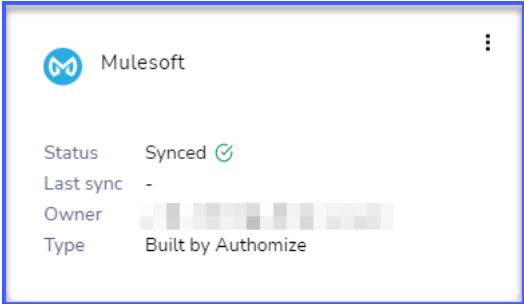 Mulesoft
Status Synced
Last sync -
Owner
Type Built by Authomize